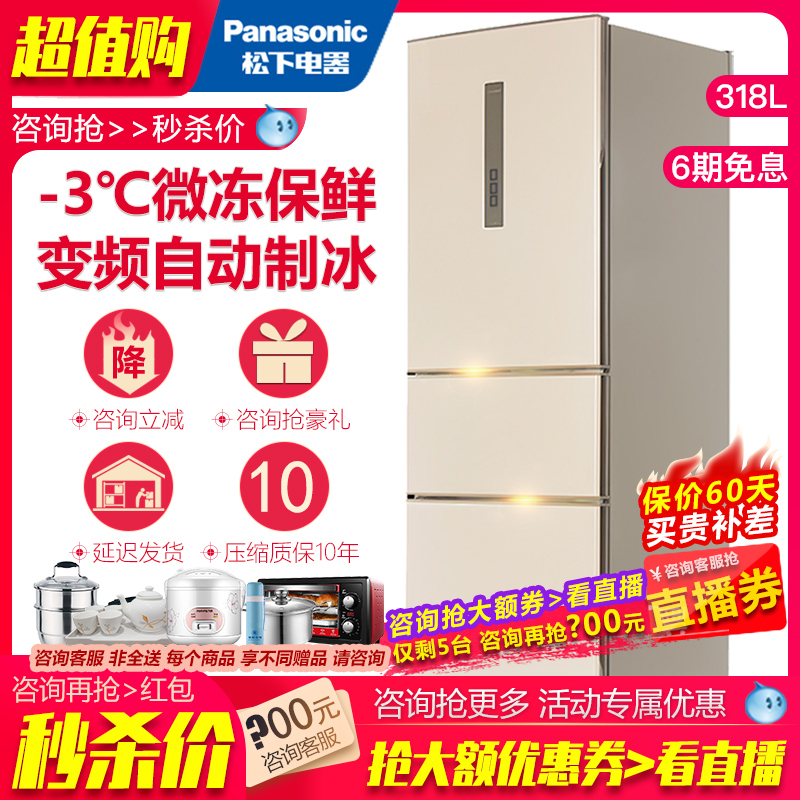 超值购
Panasonic
松下电器
咨询抢>>>秒杀价
318L
6期免息
-3℃微冻保鲜
变频自动制冰
降
咨询立减
咨询抢豪礼
10
延迟发货
压缩质保10年
保价60天
买贵补差
¥咨询客服抢
直播券
咨询抢大额券>看直播
仅剩5台 咨询再抢?00元
咨询客服 非全送 每个商品 享不同赠品 请咨询
咨询再抢>红包
秒杀价
?00元
咨询客服
咨询抢更多 活动专属优惠
抢大额优惠券>看直播